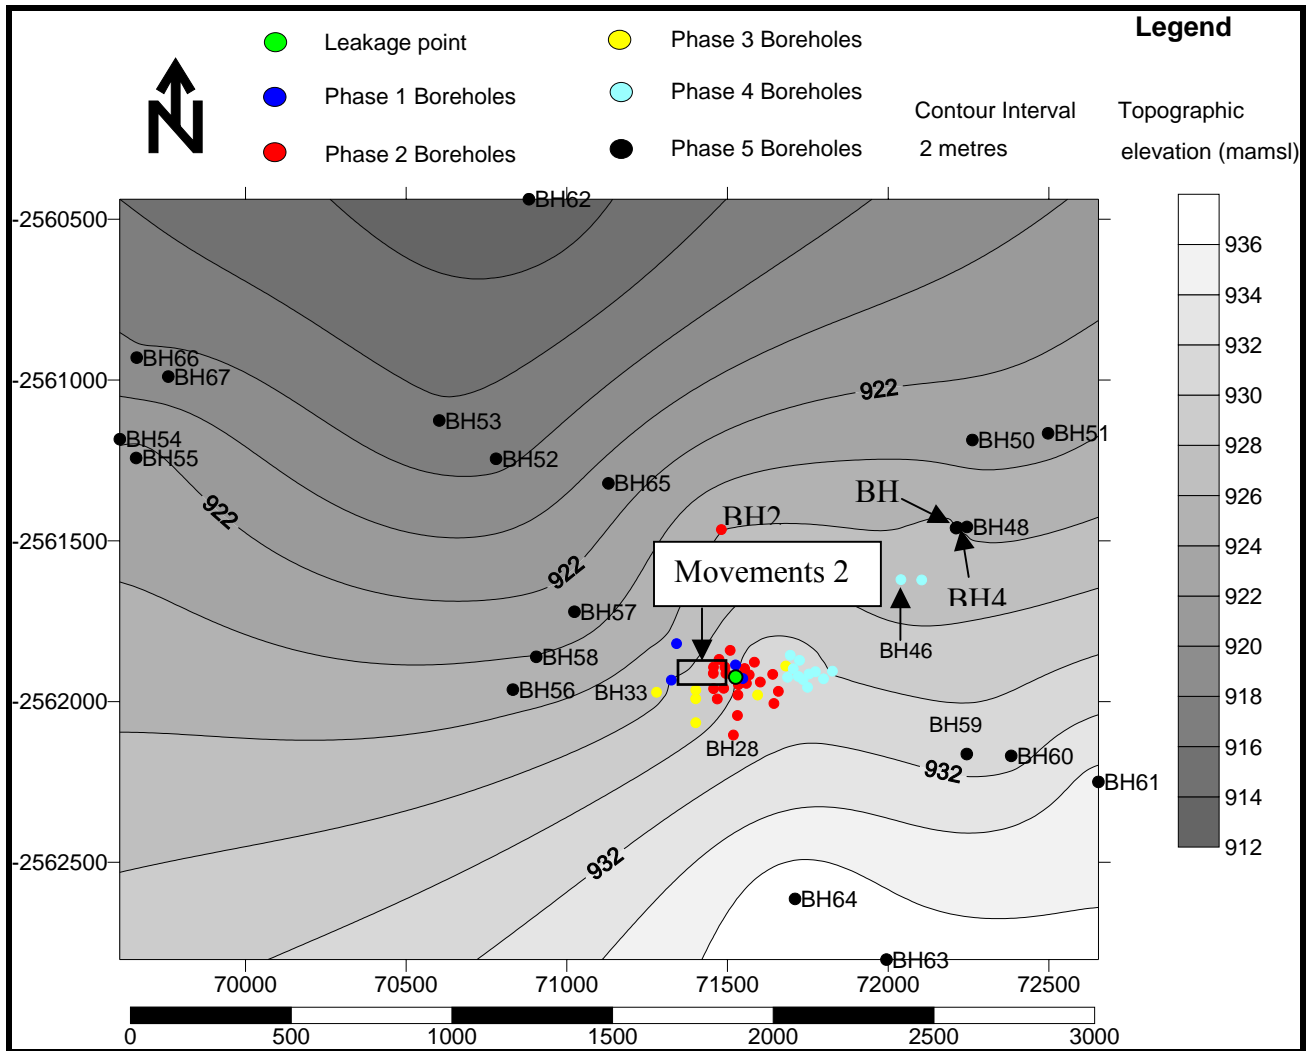 Legend
Leakage point
Phase 3 Boreholes
Phase 1 Boreholes
Phase 4 Boreholes
Phase 2 Boreholes
Phase 5 Boreholes
Contour Interval
2 metres
Topographic
elevation (mamsl)
N
-2560500
-2561000
-2561500
-2562000
-2562500
BH62
BH66
BH67
922
BH53
BH54
BH55
BH52
BH50
BH51
BH65
922
BH
BH2
BH48
922
Movements 2
BH4
BH57
BH46
BH58
BH56
BH33
BH28
BH59
BH60
932
BH61
932
BH64
BH63
936
934
932
930
928
926
924
922
920
918
916
914
912
70000
70500
71000
71500
72000
72500
0
500
1000
1500
2000
2500
3000